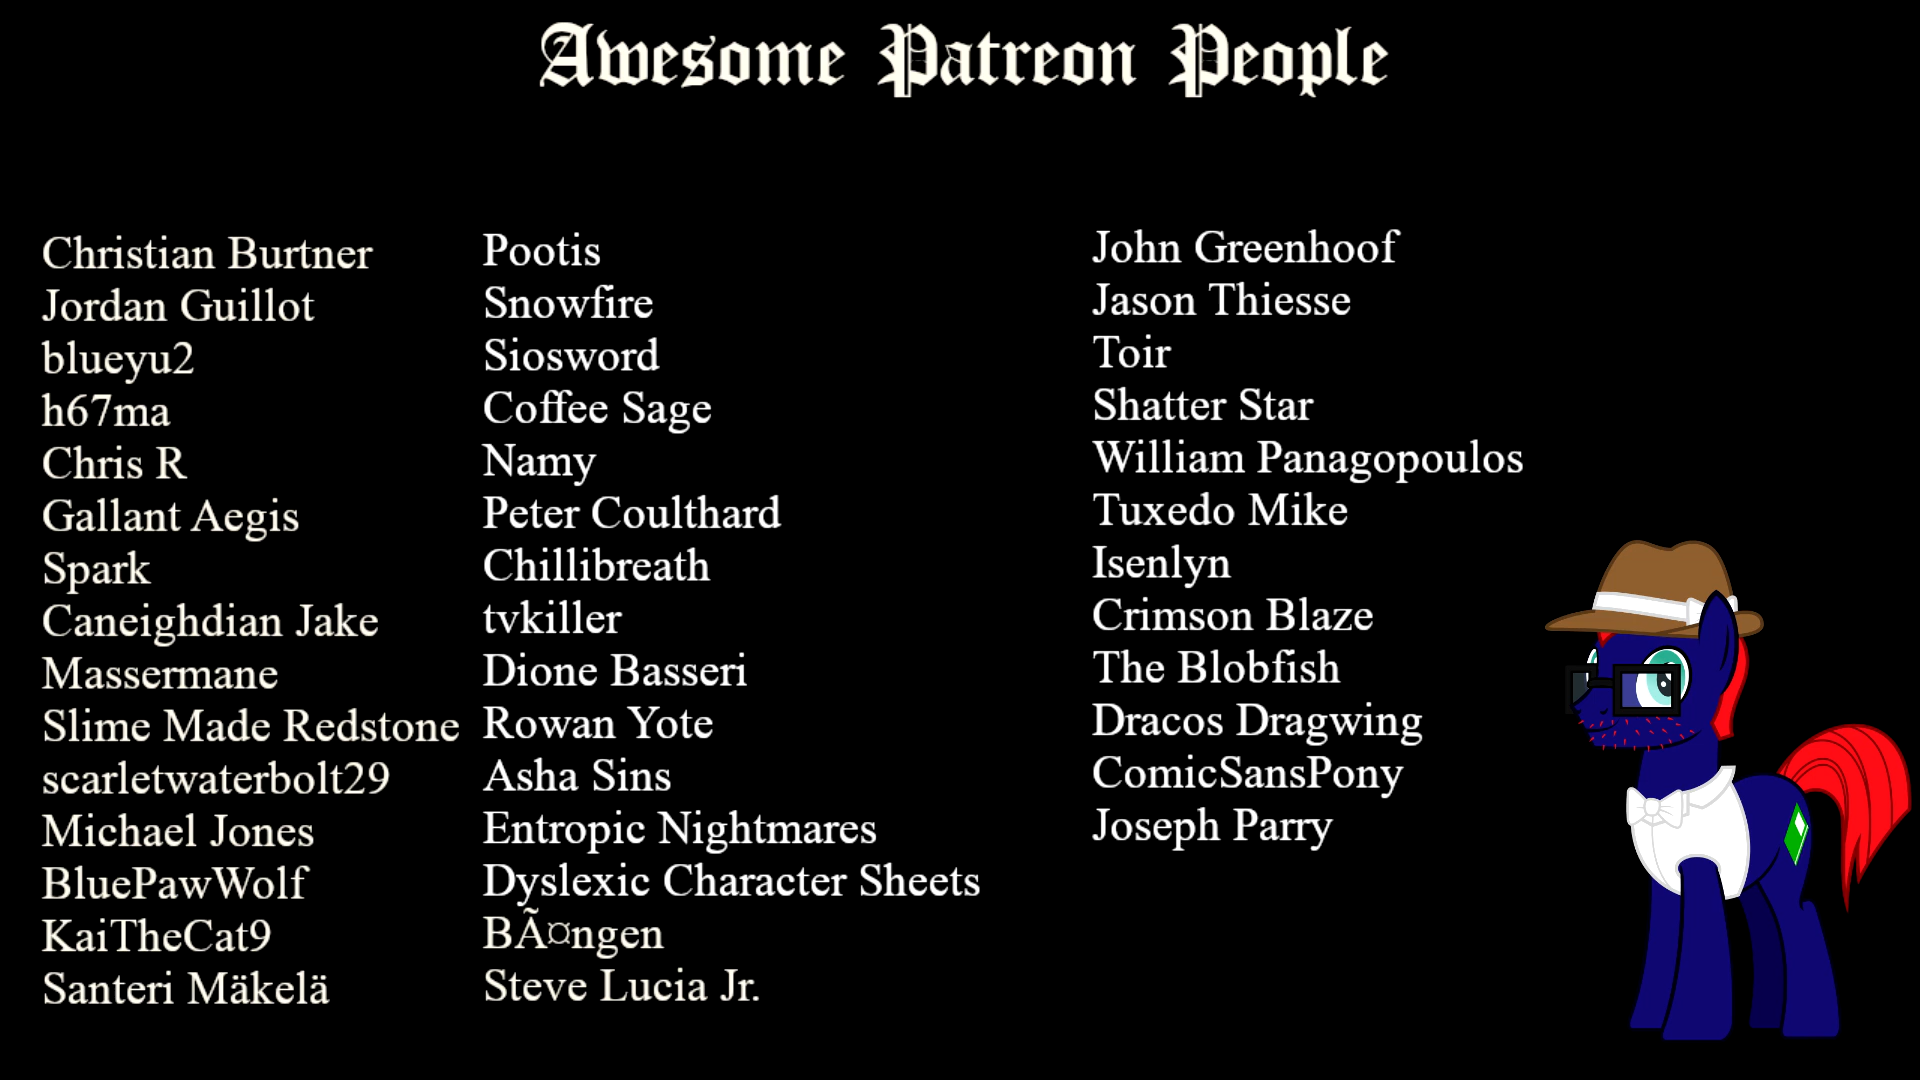 Awesome Patreon People
Christian Burtner
Jordan Guillot
blueyu2
h67ma
Chris R
Gallant Aegis
Spark
Caneighdian Jake
Massermane
Slime Made Redstone
scarletwaterbolt29
Michael Jones
BluePawWolf
KaiTheCat9
Santeri Mäkelä
Pootis
Snowfire
Siosword
Coffee Sage
Namy
Peter Coulthard
Chillibreath
tvkiller
Dione Basseri
Rowan Yote
Asha Sins
Entropic Nightmares
Dyslexic Character Sheets
BÃ¤ngen
Steve Lucia Jr.
John Greenhoof
Jason Thiesse
Toir
Shatter Star
William Panagopoulos
Tuxedo Mike
Isenlyn
Crimson Blaze
The Blobfish
Dracos Dragwing
ComicSansPony
Joseph Parry